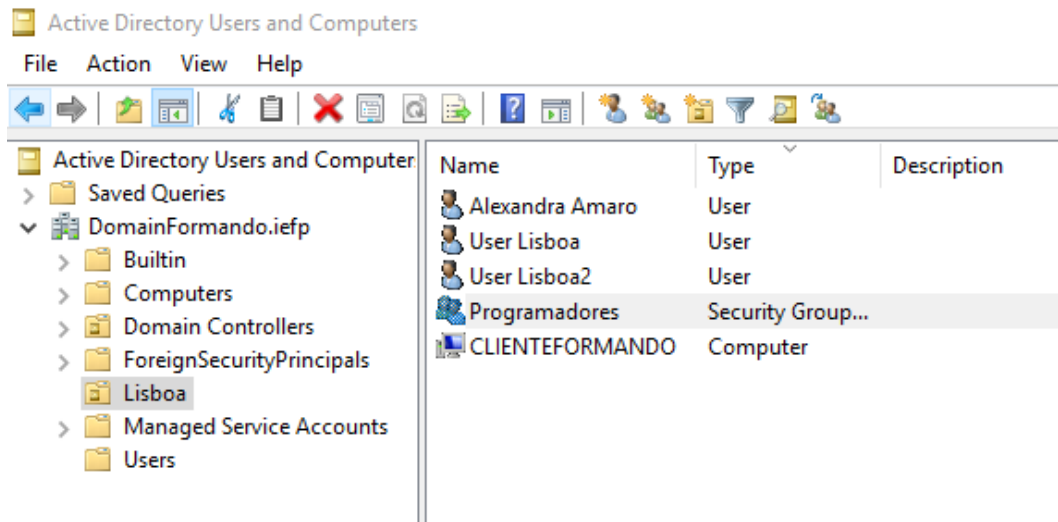 Active Directory Users and Computers
File Action View Help
Active Directory Users and Computer
Saved Queries
DomainFormando.iefp
Builtin
Computers
Domain Controllers
ForeignSecurityPrincipals
Lisboa
Managed Service Accounts
Users
Name Type Description
Alexandra Amaro User
User Lisboa User
User Lisboa2 User
Programadores Security Group...
CLIENTEFORMANDO Computer